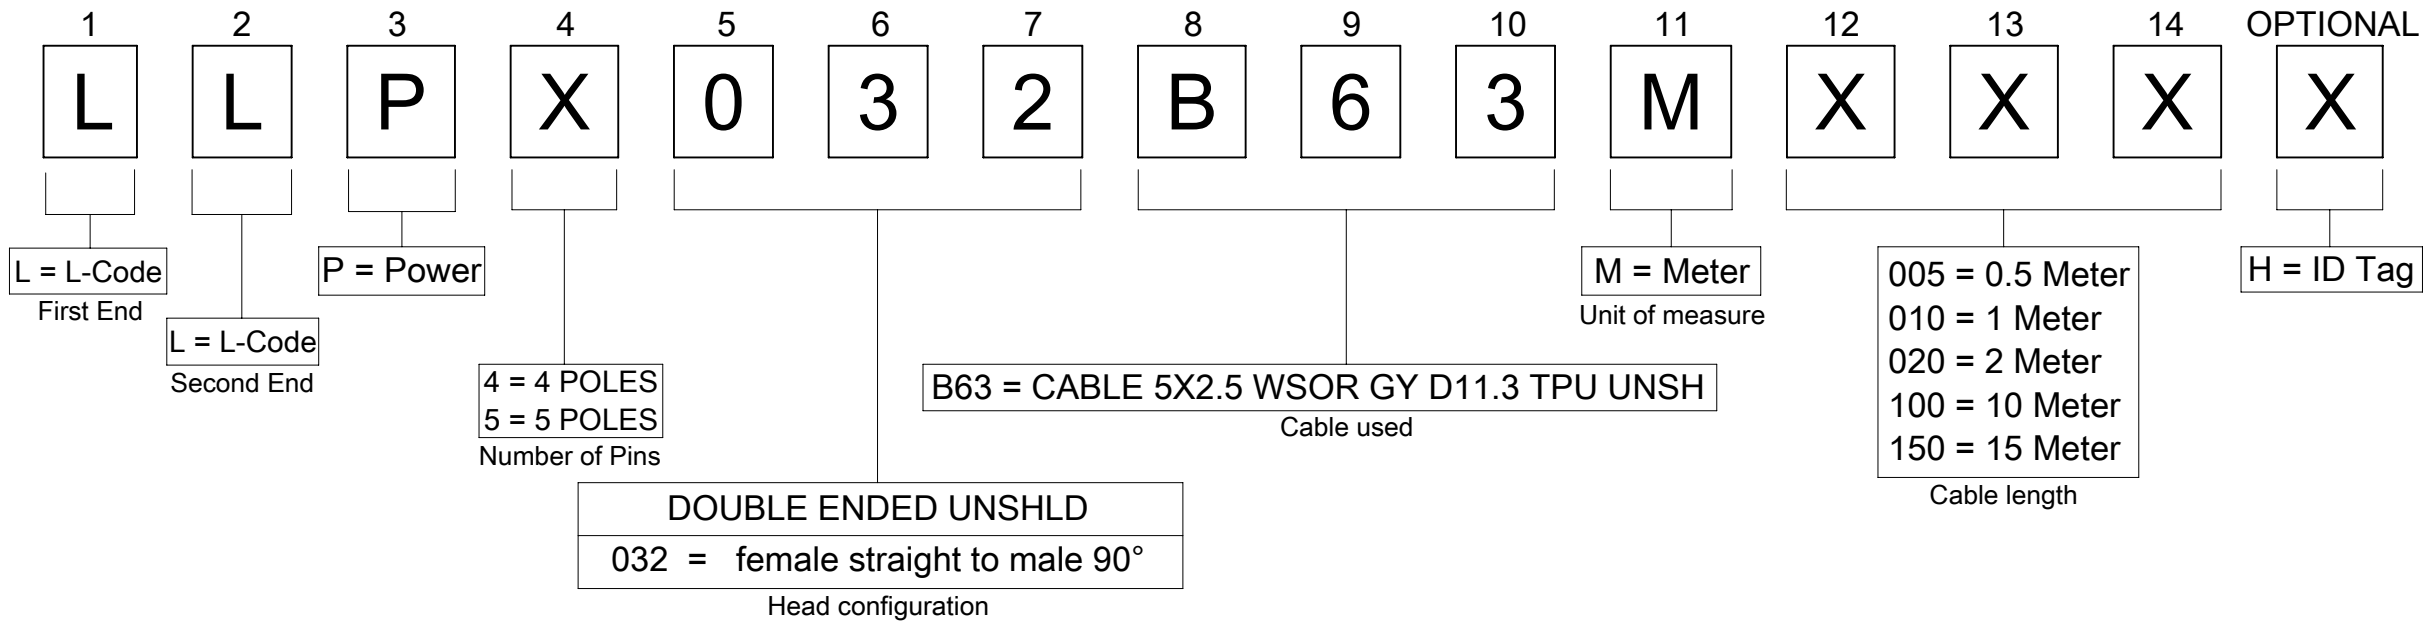 1 2 3 4 5 6 7 8 9 10 11 12 13 14 OPTIONAL
L L P X 0 3 2 B 6 3 M X X X X
L = L-Code
First End
L = L-Code
Second End
P = Power
4 = 4 POLES
5 = 5 POLES
Number of Pins
DOUBLE ENDED UNSHLD
032 = female straight to male 90°
Head configuration
B63 = CABLE 5X2.5 WSOR GY D11.3 TPU UNSH
Cable used
M = Meter
Unit of measure
005 = 0.5 Meter
010 = 1 Meter
020 = 2 Meter
100 = 10 Meter
150 = 15 Meter
Cable length
H = ID Tag